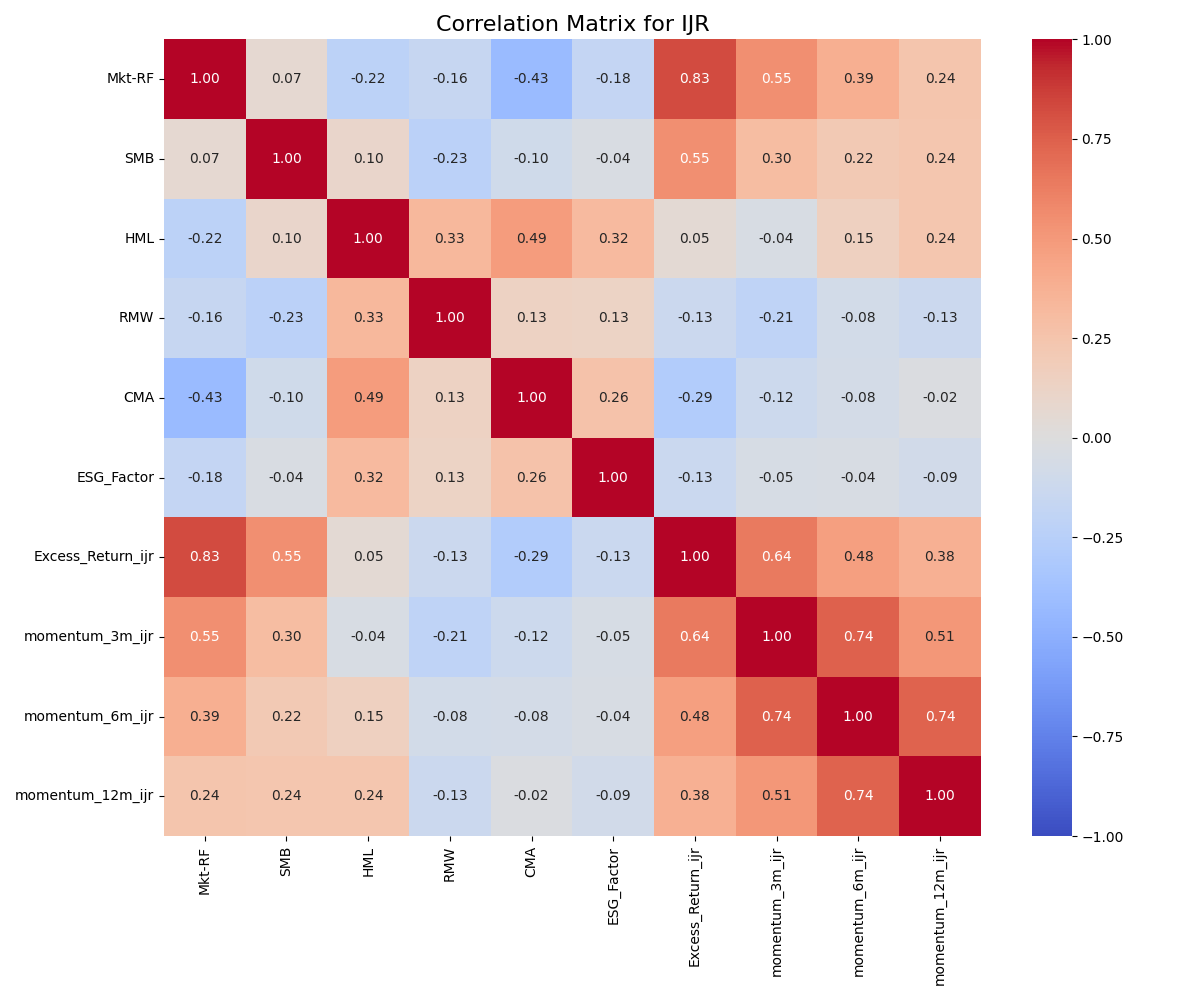 Correlation Matrix for IJR
Mkt-RF 1.00 0.07 -0.22 -0.16 -0.43 -0.18 0.83 0.55 0.39 0.24
SMB 0.07 1.00 0.10 -0.23 -0.10 -0.04 0.55 0.30 0.22 0.24
HML -0.22 0.10 1.00 0.33 0.49 0.32 0.05 -0.04 0.15 0.24
RMW -0.16 -0.23 0.33 1.00 0.13 0.13 -0.13 -0.21 -0.08 -0.13
CMA -0.43 -0.10 0.49 0.13 1.00 0.26 -0.29 -0.12 -0.08 -0.02
ESG_Factor -0.18 -0.04 0.32 0.13 0.26 1.00 -0.13 -0.05 -0.04 -0.09
Excess_Return_ijr 0.83 0.55 0.05 -0.13 -0.29 -0.13 1.00 0.64 0.48 0.38
momentum_3m_ijr 0.55 0.30 -0.04 -0.21 -0.12 -0.05 0.64 1.00 0.74 0.51
momentum_6m_ijr 0.39 0.22 0.15 -0.08 -0.08 -0.04 0.48 0.74 1.00 0.74
momentum_12m_ijr 0.24 0.24 0.24 -0.13 -0.02 -0.09 0.38 0.51 0.74 1.00
Mkt-RF
SMB
HML
RMW
CMA
ESG_Factor
Excess_Return_ijr
momentum_3m_ijr
momentum_6m_ijr
momentum_12m_ijr
1.00
0.75
0.50
0.25
0.00
−0.25
−0.50
−0.75
−1.00